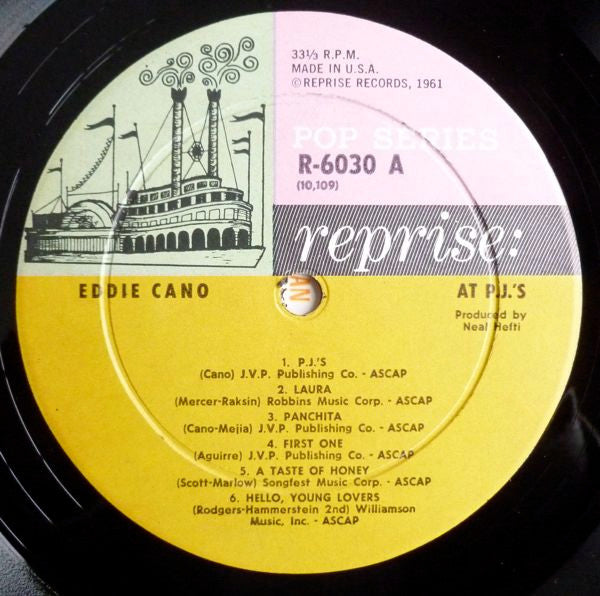 33⅓ R.P.M.
MADE IN U.S.A.
©REPRISE RECORDS, 1961
POP SERIES
R-6030 A
(10,109)
reprise:
EDDIE CANO
AT P.J.'S
Produced by
Neal Hefti
AN
1. P.J.'S
(Cano) J.V.P. Publishing Co. - ASCAP
2. LAURA
(Mercer-Raksin) Robbins Music Corp. - ASCAP
3. PANCHITA
(Cano-Mejia) J.V.P. Publishing Co. - ASCAP
4. FIRST ONE
(Aguirre) J.V.P. Publishing Co. - ASCAP
5. A TASTE OF HONEY
(Scott-Marlow) Songfest Music Corp. - ASCAP
6. HELLO, YOUNG LOVERS
(Rodgers-Hammerstein 2nd) Williamson
Music, Inc. - ASCAP